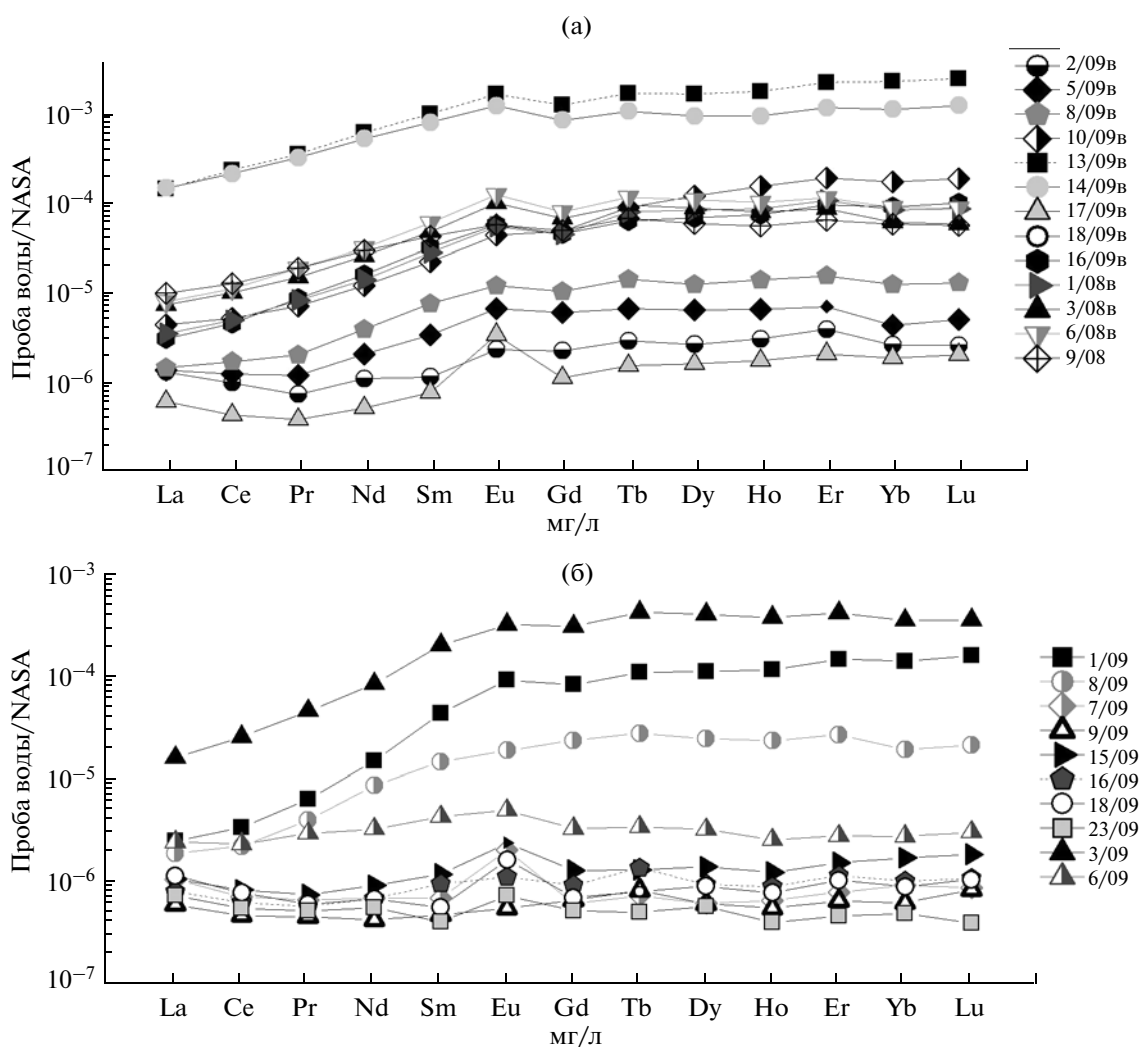 (а)
Проба воды/NASA
10−3
10−4
10−5
10−6
10−7
La Ce Pr Nd Sm Eu Gd Tb Dy Ho Er Yb Lu
мг/л
2/09в
5/09в
8/09в
10/09в
13/09в
14/09в
17/09в
18/09в
16/09в
1/08в
3/08в
6/08в
9/08
(б)
Проба воды/NASA
10−3
10−4
10−5
10−6
10−7
La Ce Pr Nd Sm Eu Gd Tb Dy Ho Er Yb Lu
мг/л
1/09
8/09
7/09
9/09
15/09
16/09
18/09
23/09
3/09
6/09